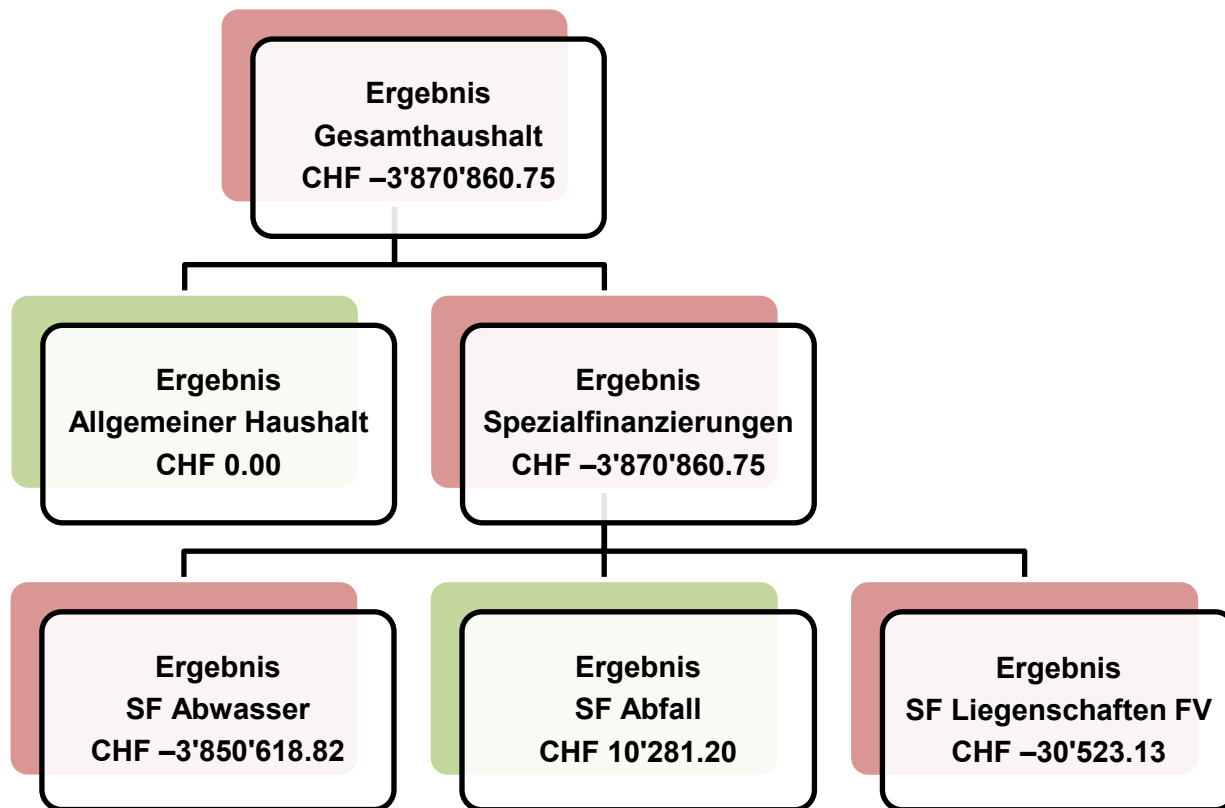 Ergebnis
Gesamthaushalt
CHF –3'870'860.75
Ergebnis
Allgemeiner Haushalt
CHF 0.00
Ergebnis
Spezialfinanzierungen
CHF –3'870'860.75
Ergebnis
SF Abwasser
CHF –3'850'618.82
Ergebnis
SF Abfall
CHF 10'281.20
Ergebnis
SF Liegenschaften FV
CHF –30'523.13